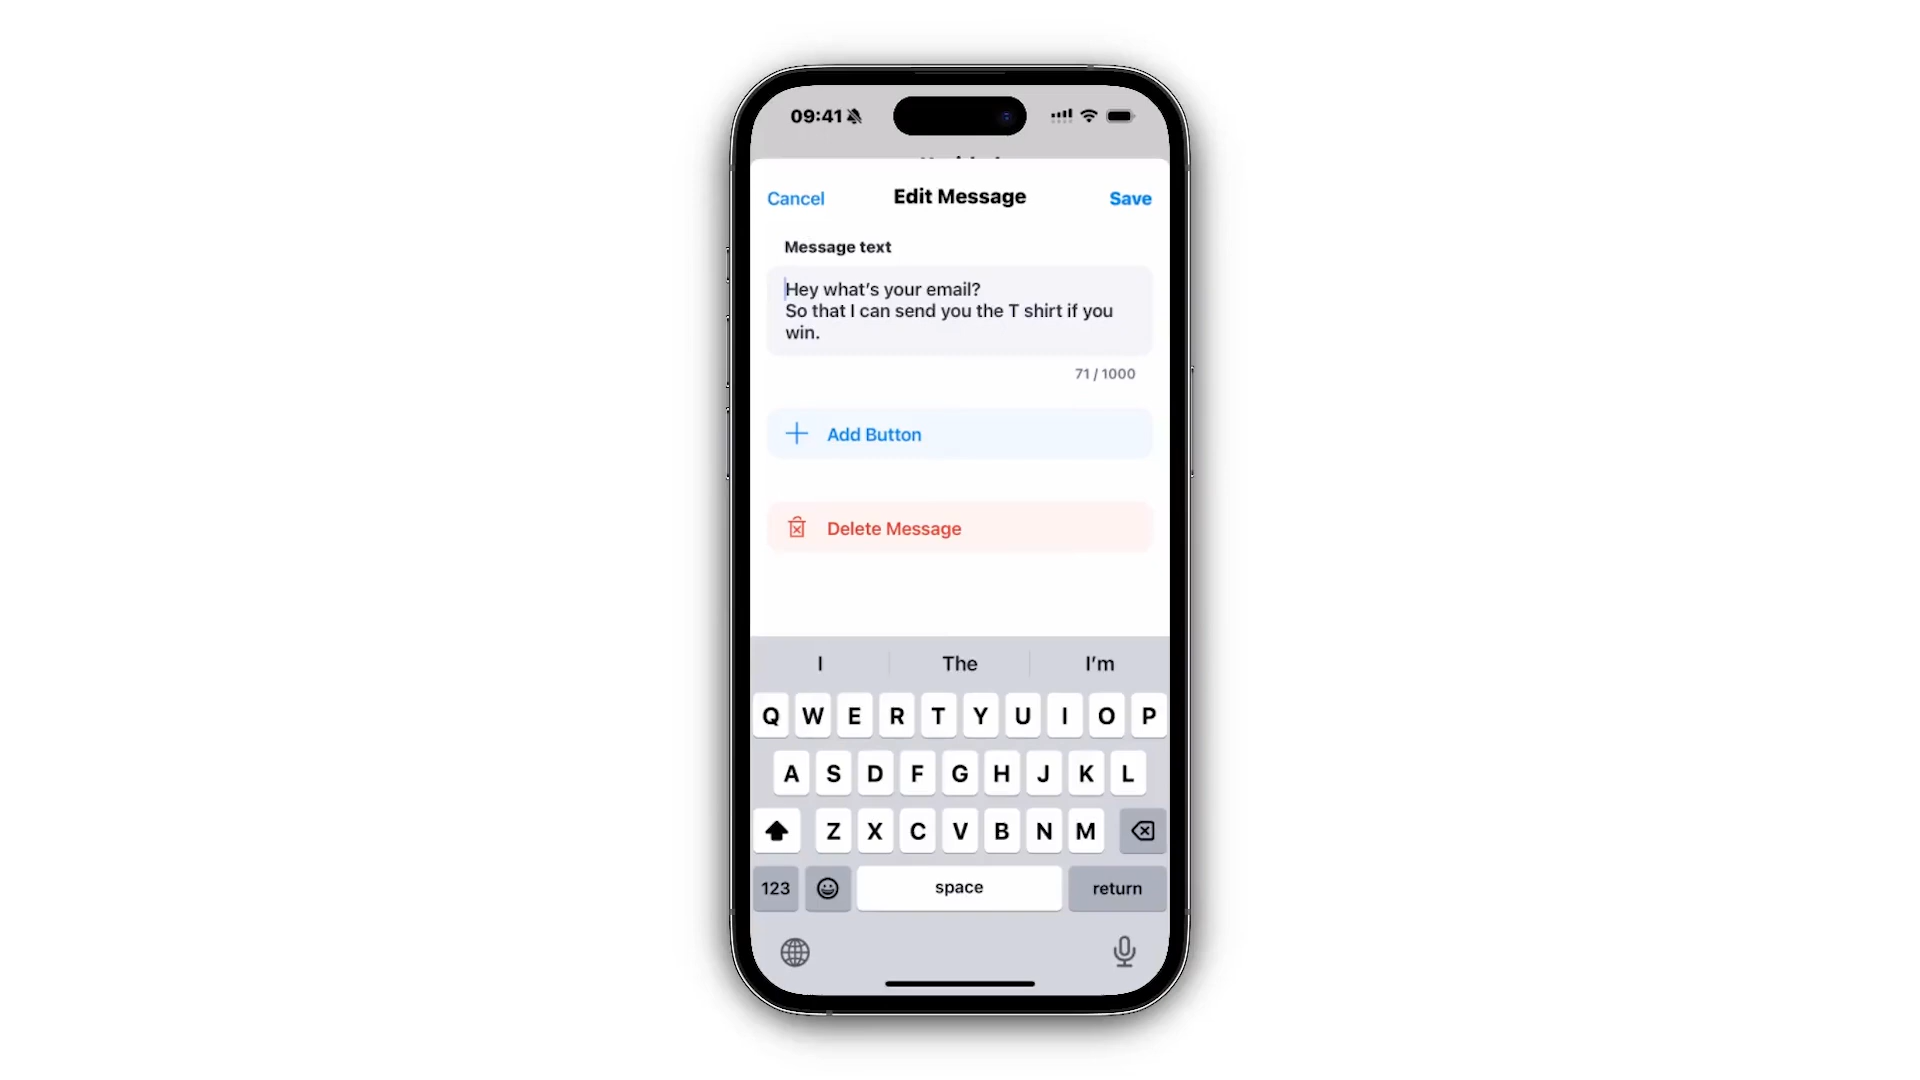 09:41
Cancel
Edit Message
Save
Message text
Hey what's your email?
So that I can send you the T shirt if you
win.
71 / 1000
Add Button
Delete Message
I
The
I'm
Q W E R T Y U I O P
A S D F G H J K L
Z X C V B N M
123
space
return